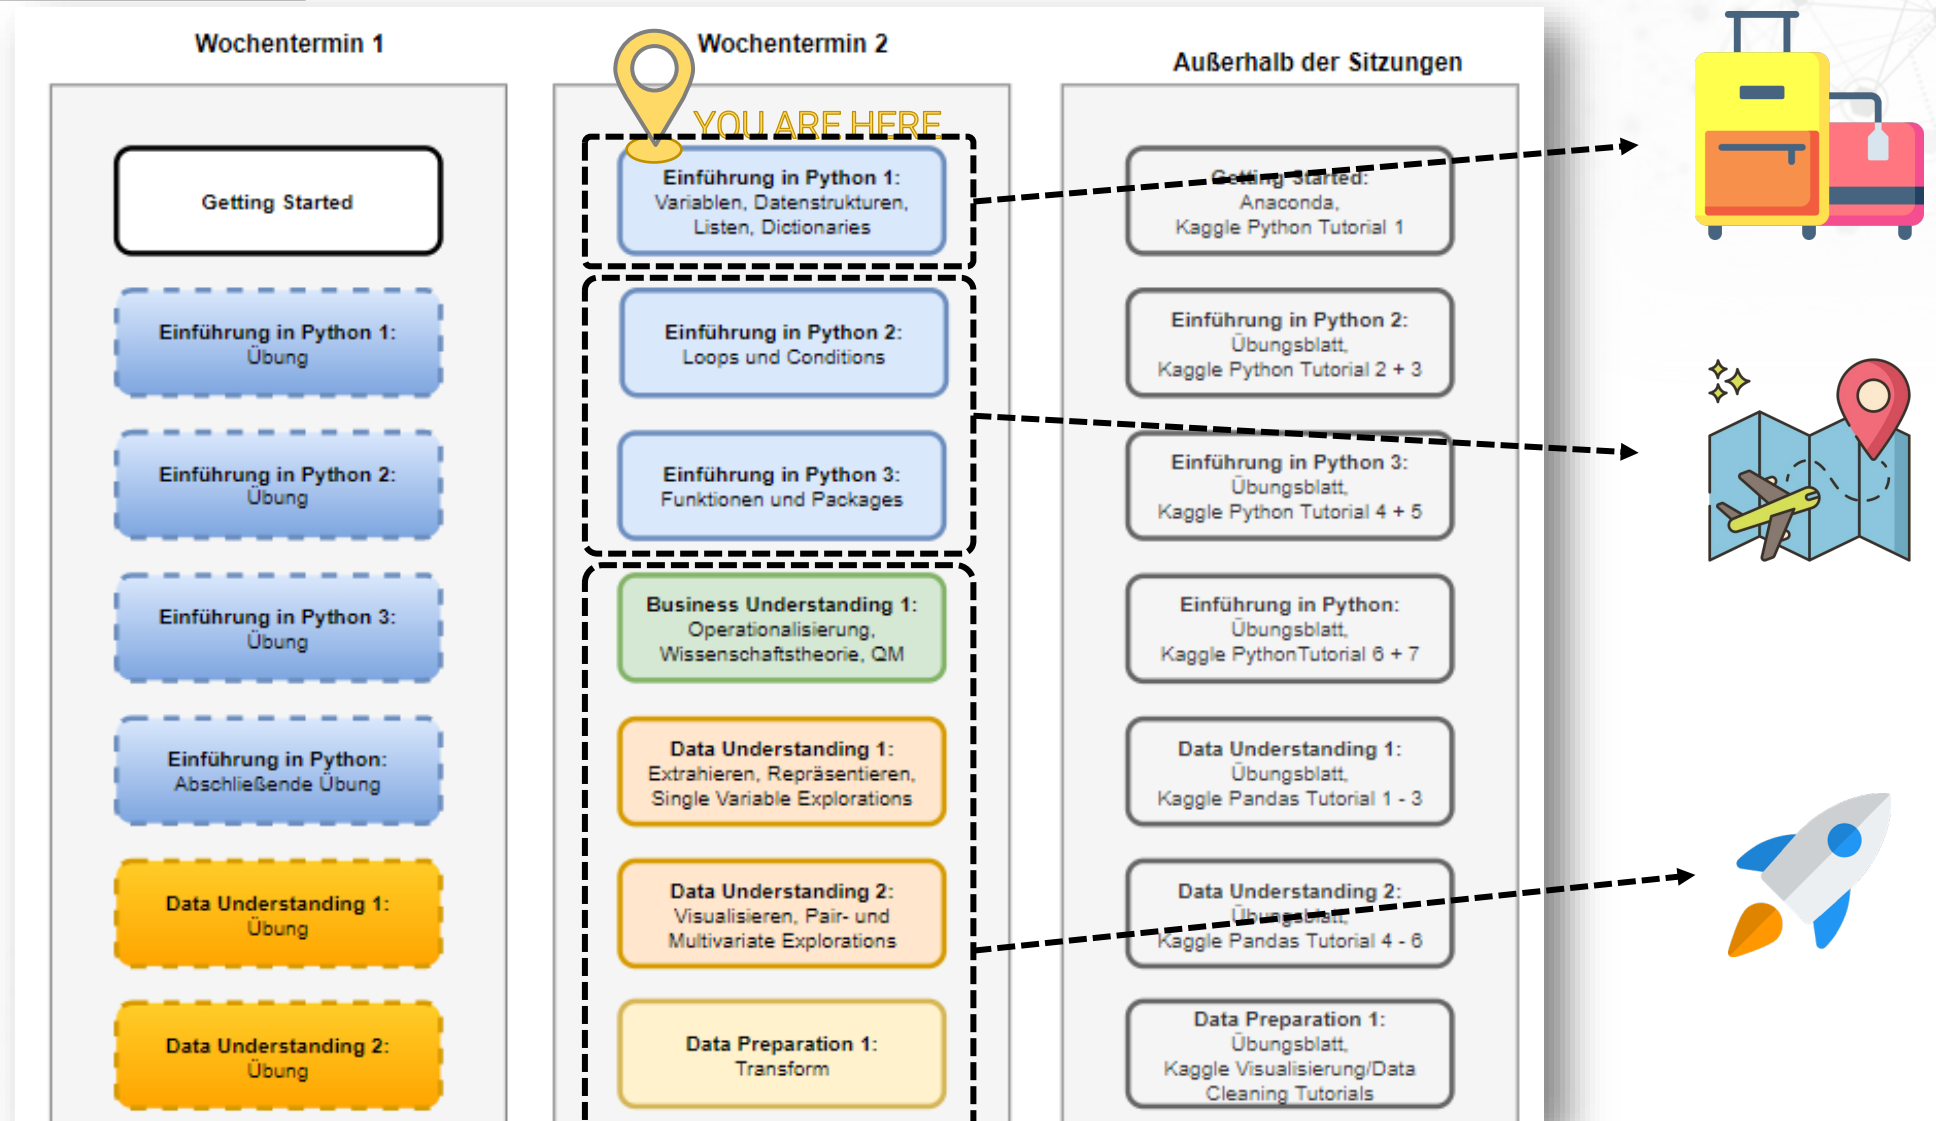 Wochentermin 1
Getting Started
Einführung in Python 1:
Übung
Einführung in Python 2:
Übung
Einführung in Python 3:
Übung
Einführung in Python:
Abschließende Übung
Data Understanding 1:
Übung
Data Understanding 2:
Übung
Wochentermin 2
YOU ARE HERE
Einführung in Python 1:
Variablen, Datenstrukturen,
Listen, Dictionaries
Einführung in Python 2:
Loops und Conditions
Einführung in Python 3:
Funktionen und Packages
Business Understanding 1:
Operationalisierung,
Wissenschaftstheorie, QM
Data Understanding 1:
Extrahieren, Repräsentieren,
Single Variable Explorations
Data Understanding 2:
Visualisieren, Pair- und
Multivariate Explorations
Data Preparation 1:
Transform
Außerhalb der Sitzungen
Getting Started:
Anaconda,
Kaggle Python Tutorial 1
Einführung in Python 2:
Übungsblatt,
Kaggle Python Tutorial 2 + 3
Einführung in Python 3:
Übungsblatt,
Kaggle Python Tutorial 4 + 5
Einführung in Python:
Übungsblatt,
Kaggle PythonTutorial 6 + 7
Data Understanding 1:
Übungsblatt,
Kaggle Pandas Tutorial 1 - 3
Data Understanding 2:
Übungsblatt,
Kaggle Pandas Tutorial 4 - 6
Data Preparation 1:
Übungsblatt,
Kaggle Visualisierung/Data
Cleaning Tutorials